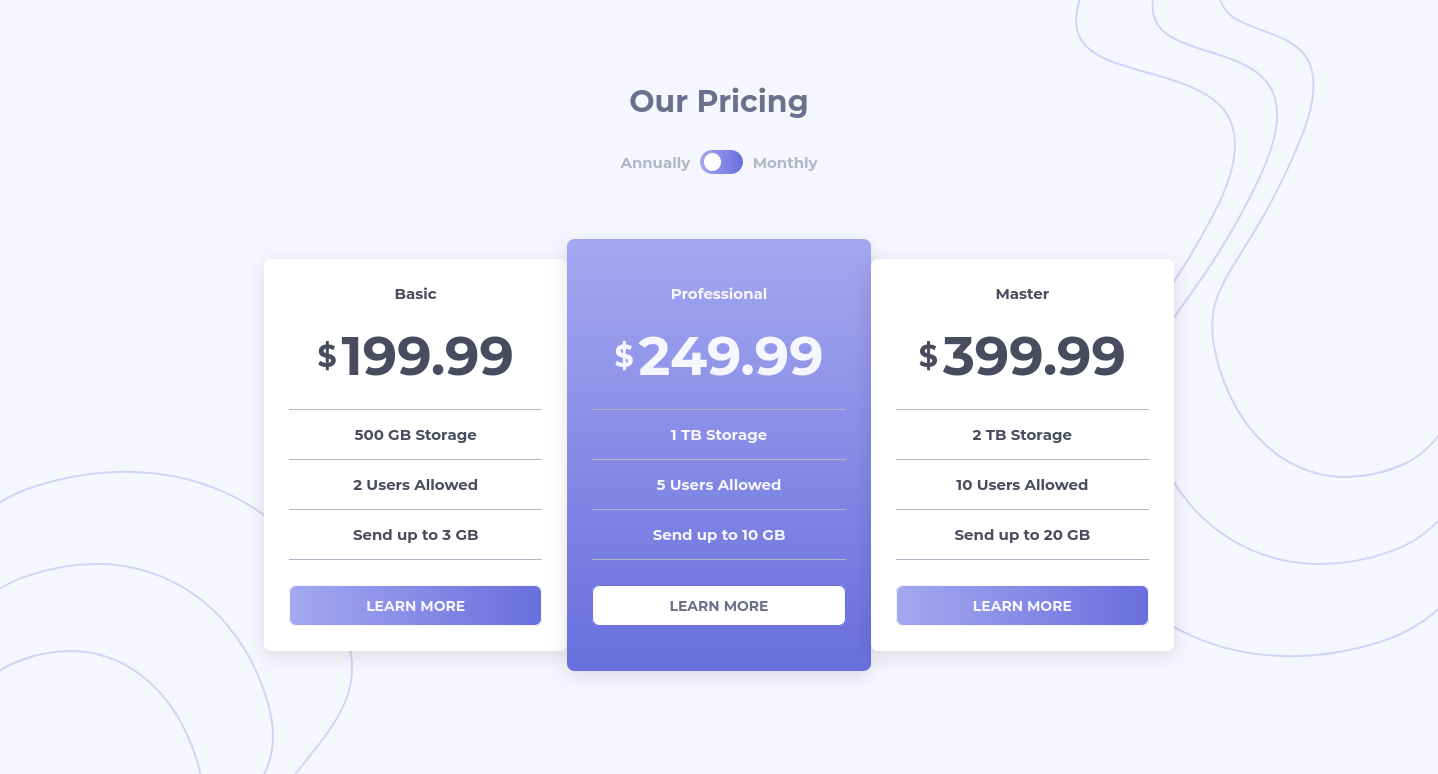 Our Pricing
Annually Monthly
Basic
$199.99
500 GB Storage
2 Users Allowed
Send up to 3 GB
LEARN MORE
Professional
$249.99
1 TB Storage
5 Users Allowed
Send up to 10 GB
LEARN MORE
Master
$399.99
2 TB Storage
10 Users Allowed
Send up to 20 GB
LEARN MORE